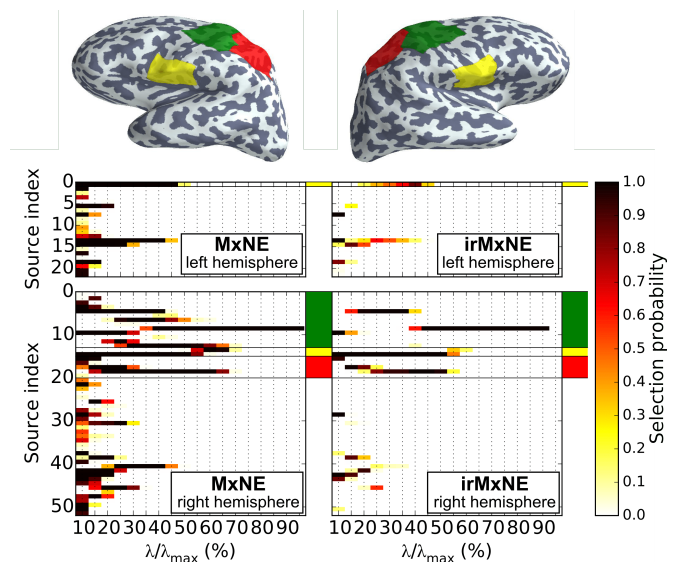 0
5
10
15
20
Source index
MxNE
left hemisphere
irMxNE
left hemisphere
0
10
20
30
40
50
Source index
MxNE
right hemisphere
irMxNE
right hemisphere
10 20 30 40 50 60 70 80 90
10 20 30 40 50 60 70 80 90
λ/λmax (%)
λ/λmax (%)
1.0
0.9
0.8
0.7
0.6
0.5
0.4
0.3
0.2
0.1
0.0
Selection probability